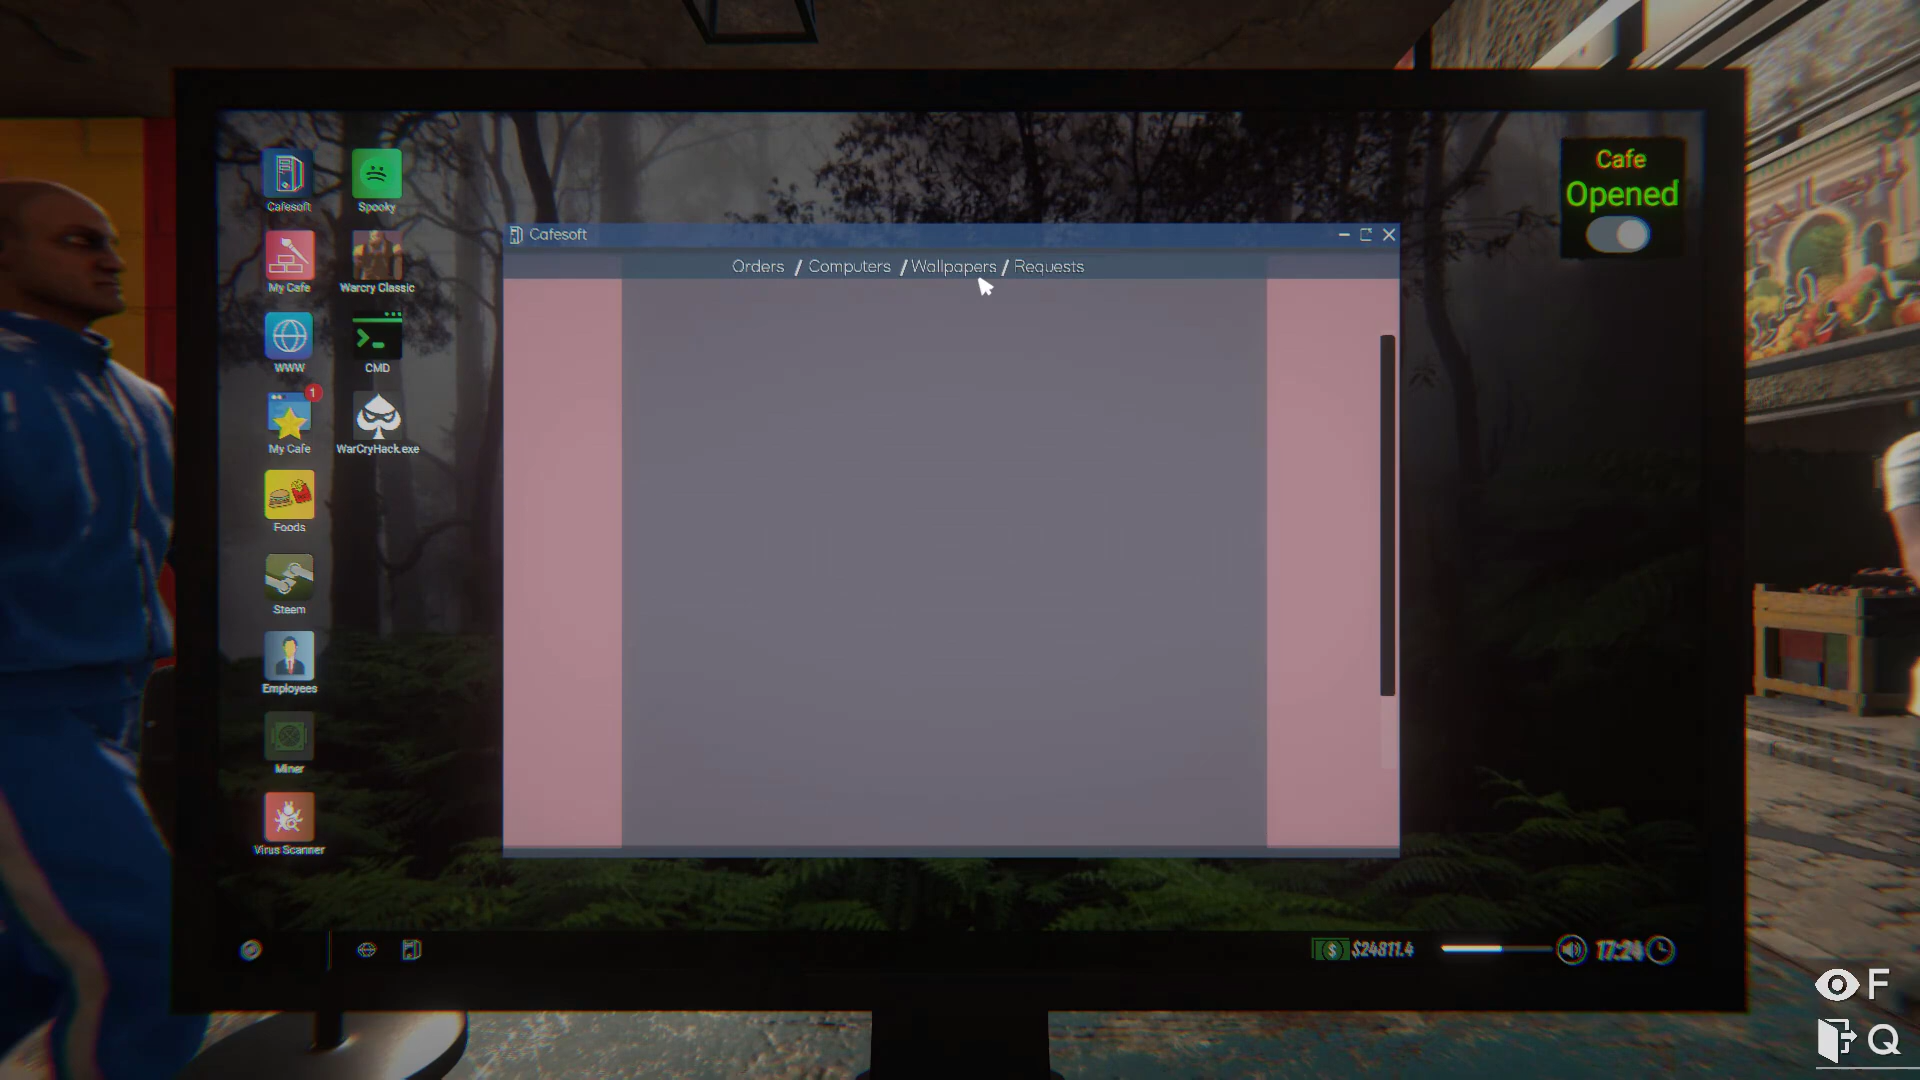 Cafe
Opened
Cafesoft
Spooky
My Cafe
Warcry Classic
WWW
CMD
My Cafe
1
WarCryHack.exe
Foods
Steem
Employees
Miner
Virus Scanner
Cafesoft
Orders / Computers / Wallpapers / Requests
$24811.4
17:24
F
Q